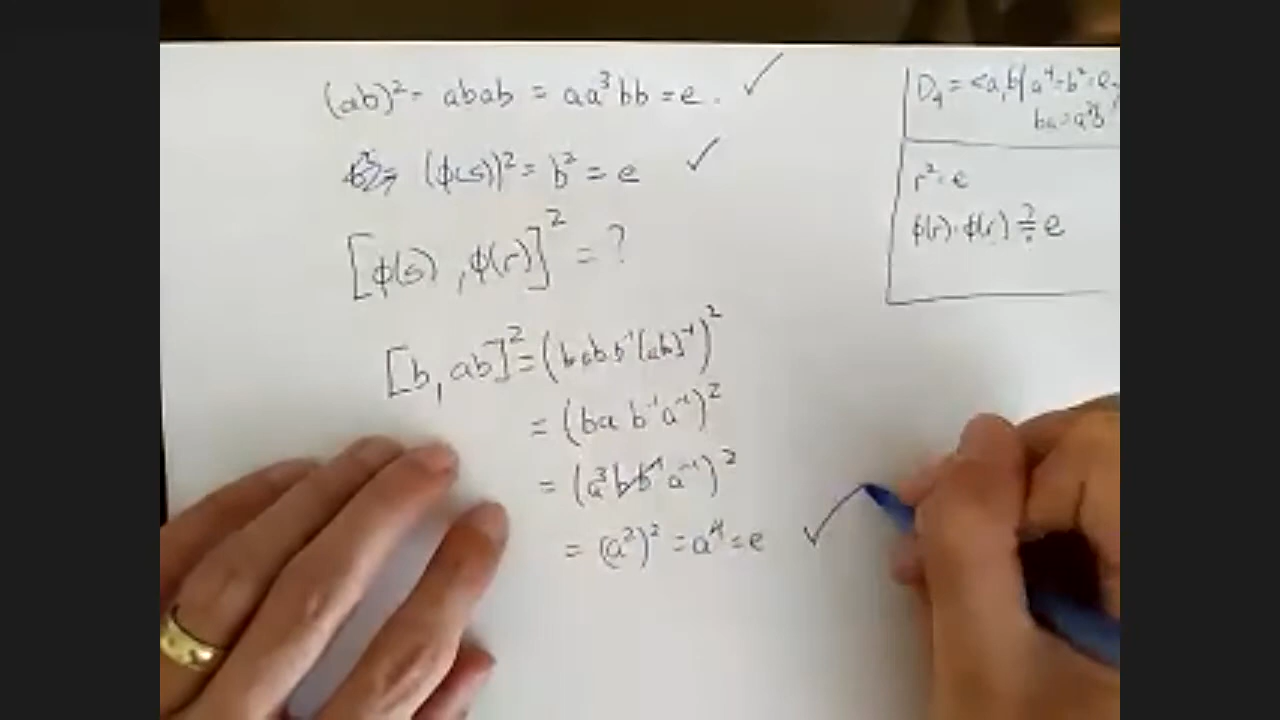 (ab)² = abab = aa³bb = e. ✓
(ϕ(s))² = b² = e ✓
[ϕ(s), ϕ(r)]² = ?
[b, ab]² = (bab b⁻¹(ab)⁻¹)²
= (ba b⁻¹a⁻¹)²
= (a³bb⁻¹a⁻¹)²
= (a²)² = a⁴ = e ✓
D₄ = <a,b| a⁴=b²=e,
ba=a³b
r²=e
ϕ(r)·ϕ(r) ≟ e